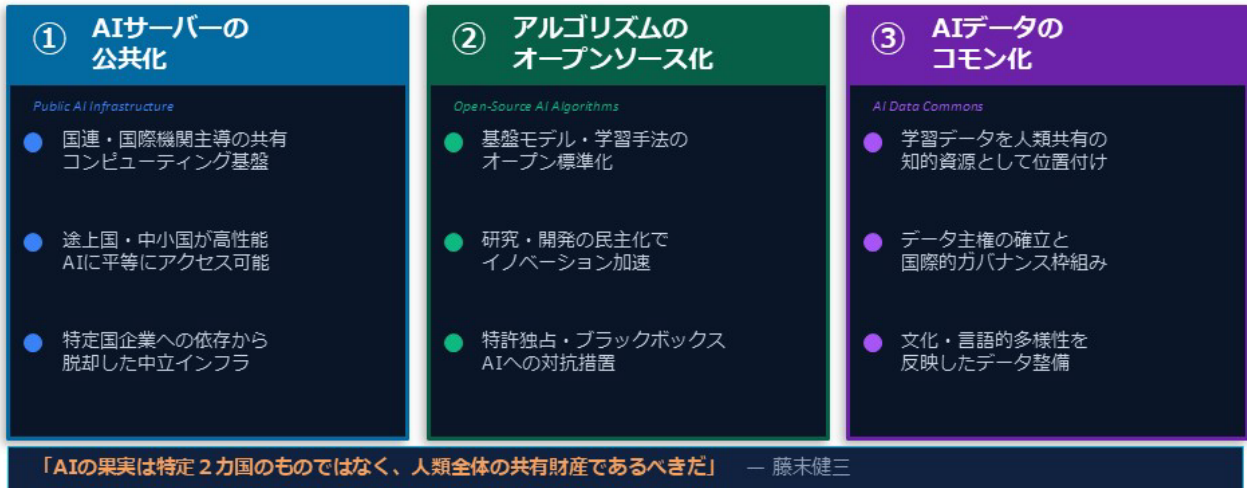 ① AIサーバーの
公共化
Public AI Infrastructure
国連・国際機関主導の共有
コンピューティング基盤
途上国・中小国が高性能
AIに平等にアクセス可能
特定国企業への依存から
脱却した中立インフラ
② アルゴリズムの
オープンソース化
Open-Source AI Algorithms
基盤モデル・学習手法の
オープン標準化
研究・開発の民主化で
イノベーション加速
特許独占・ブラックボックス
AIへの対抗措置
③ AIデータの
コモン化
AI Data Commons
学習データを人類共有の
知的資源として位置付け
データ主権の確立と
国際的ガバナンス枠組み
文化・言語的多様性を
反映したデータ整備
「AIの果実は特定２カ国のものではなく、人類全体の共有財産であるべきだ」 — 藤末健三